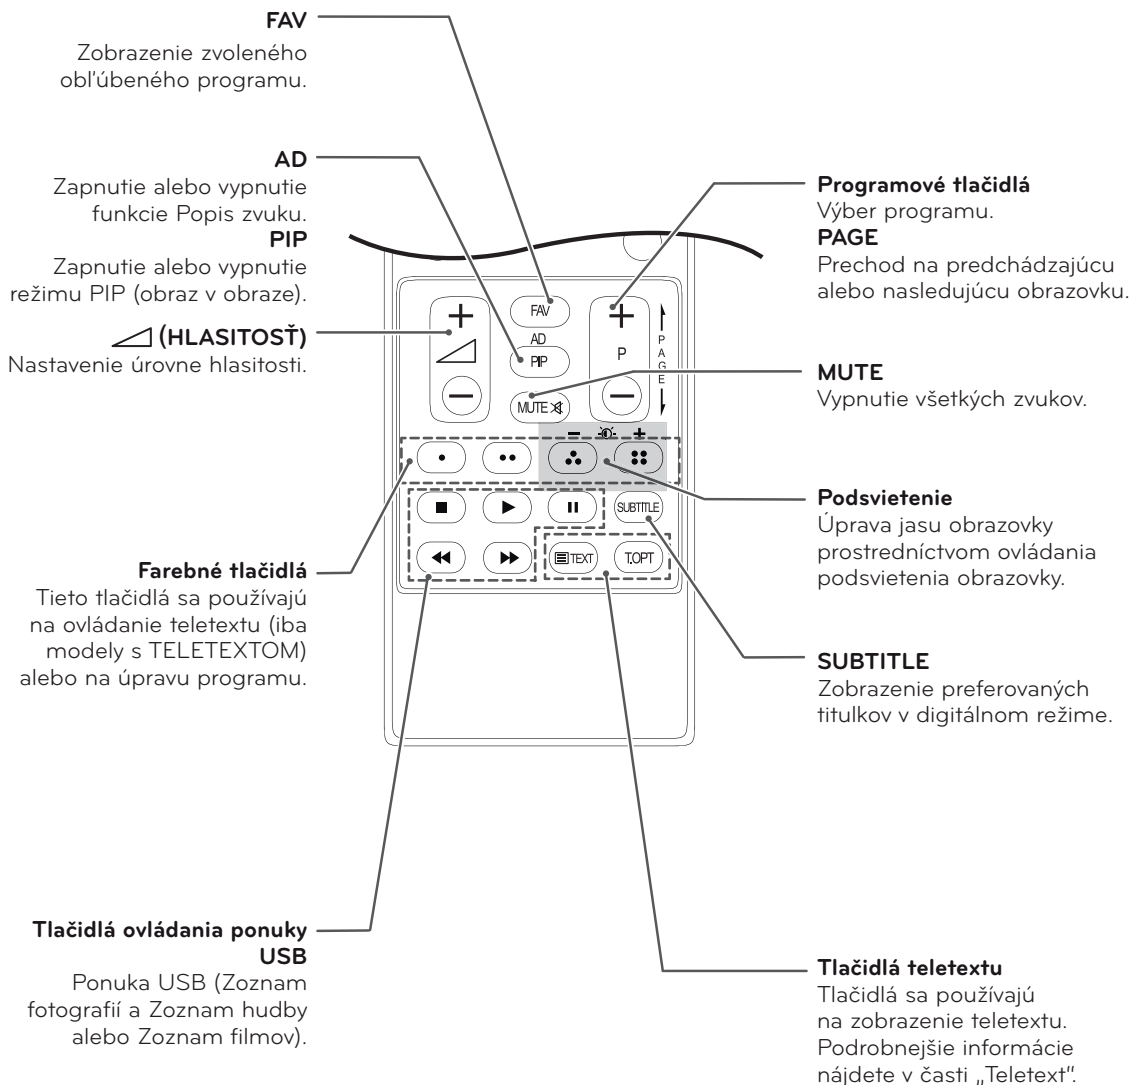 FAV
Zobrazenie zvoleného
obľúbeného programu.
AD
Zapnutie alebo vypnutie
funkcie Popis zvuku.
PIP
Zapnutie alebo vypnutie
režimu PIP (obraz v obraze).
(HLASITOSŤ)
Nastavenie úrovne hlasitosti.
Farebné tlačidlá
Tieto tlačidlá sa používajú
na ovládanie teletextu (iba
modely s TELETEXTOM)
alebo na úpravu programu.
Tlačidlá ovládania ponuky
USB
Ponuka USB (Zoznam
fotografií a Zoznam hudby
alebo Zoznam filmov).
+
FAV
+
AD
PIP
P
PAGE
−
MUTE
−
− +
SUBTITLE
TEXT
T.OPT
Programové tlačidlá
Výber programu.
PAGE
Prechod na predchádzajúcu
alebo nasledujúcu obrazovku.
MUTE
Vypnutie všetkých zvukov.
Podsvietenie
Úprava jasu obrazovky
prostredníctvom ovládania
podsvietenia obrazovky.
SUBTITLE
Zobrazenie preferovaných
titulkov v digitálnom režime.
Tlačidlá teletextu
Tlačidlá sa používajú
na zobrazenie teletextu.
Podrobnejšie informácie
nájdete v časti „Teletext“.